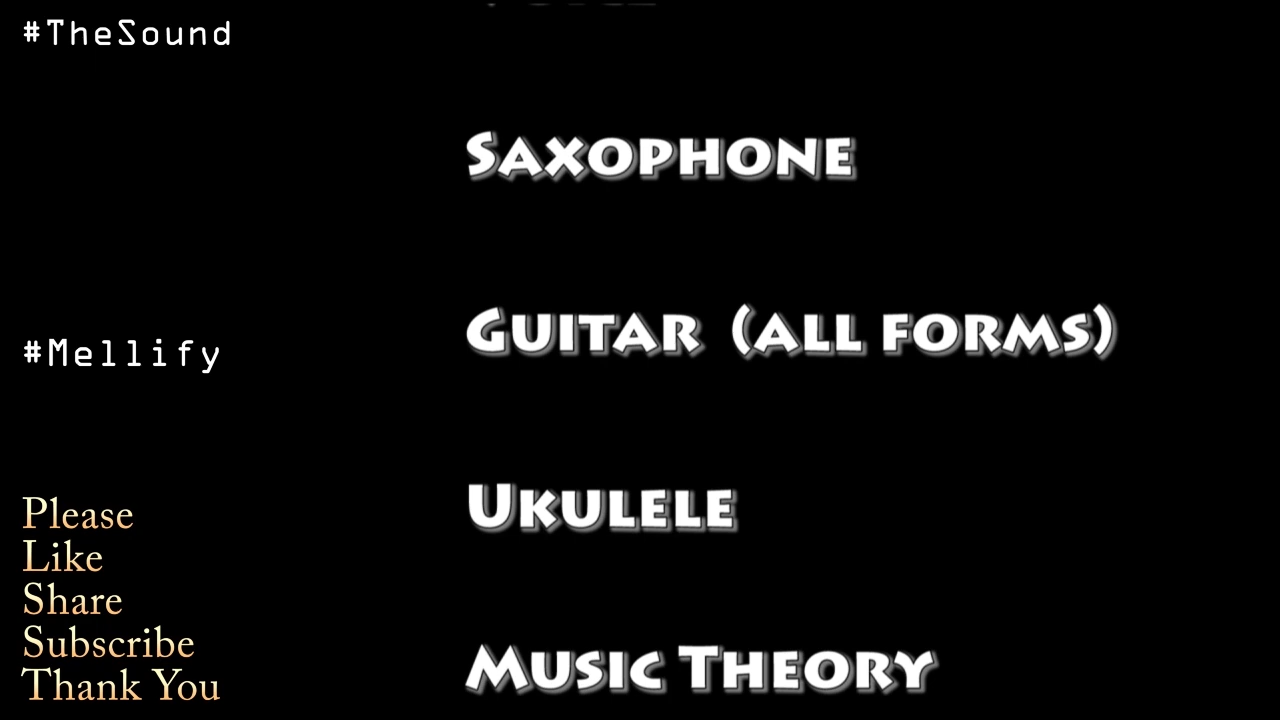 #TheSound
Saxophone
Guitar (all forms)
#Mellify
Ukulele
Please
Like
Share
Subscribe
Music Theory
Thank You